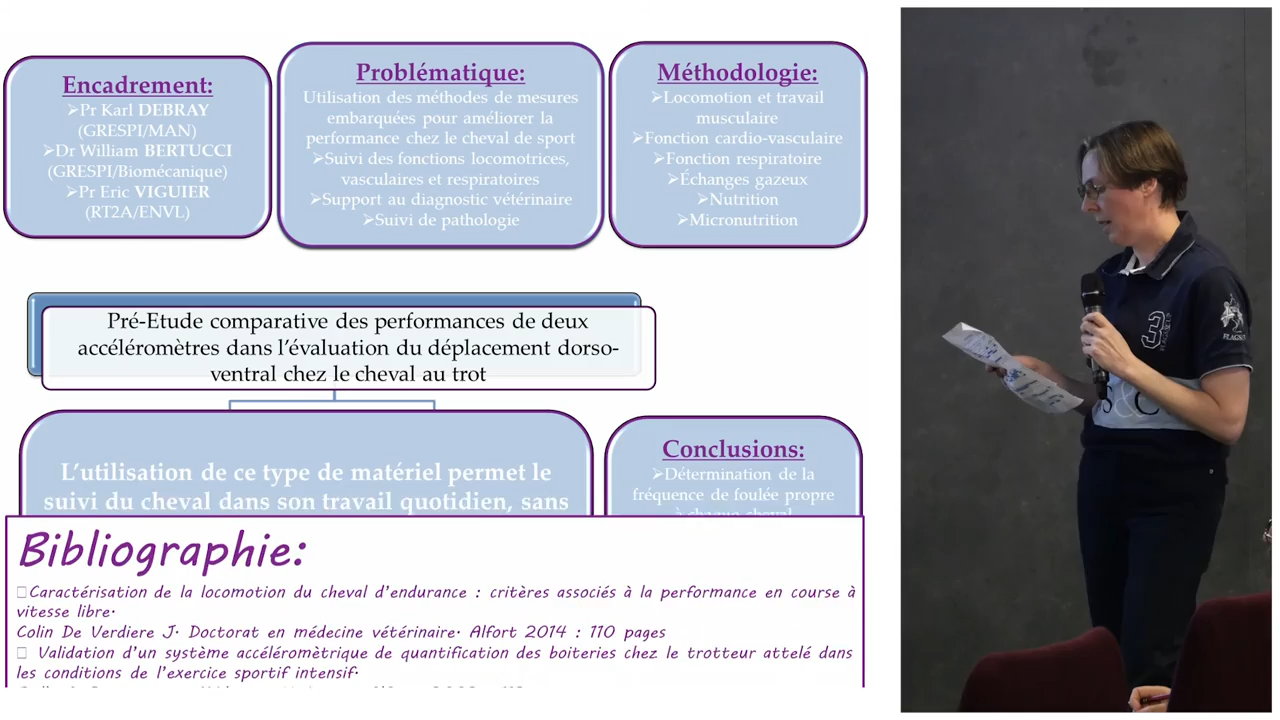 Encadrement:
➢Pr Karl DEBRAY
(GRESPI/MAN)
➢Dr William BERTUCCI
(GRESPI/Biomécanique)
➢Pr Eric VIGUIER
(RT2A/ENVL)
Problématique:
Utilisation des méthodes de mesures
embarquées pour améliorer la
performance chez le cheval de sport
➢Suivi des fonctions locomotrices,
vasculaires et respiratoires
➢Support au diagnostic vétérinaire
➢Suivi de pathologie
Méthodologie:
➢Locomotion et travail
musculaire
➢Fonction cardio-vasculaire
➢Fonction respiratoire
➢Échanges gazeux
➢Nutrition
➢Micronutrition
Pré-Etude comparative des performances de deux
accéléromètres dans l'évaluation du déplacement dorso-
ventral chez le cheval au trot
L'utilisation de ce type de matériel permet le
suivi du cheval dans son travail quotidien, sans
Conclusions:
➢Détermination de la
fréquence de foulée propre
à chaque cheval
Bibliographie:
Caractérisation de la locomotion du cheval d'endurance : critères associés à la performance en course à
vitesse libre.
Colin De Verdiere J. Doctorat en médecine vétérinaire. Alfort 2014 : 110 pages
Validation d'un système accéléromètrique de quantification des boiteries chez le trotteur attelé dans
les conditions de l'exercice sportif intensif.
3